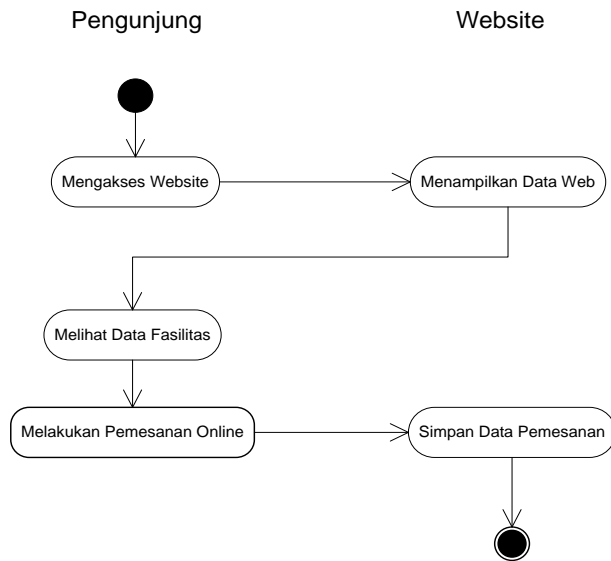 Pengunjung
Website
Mengakses Website
Menampilkan Data Web
Melihat Data Fasilitas
Melakukan Pemesanan Online
Simpan Data Pemesanan